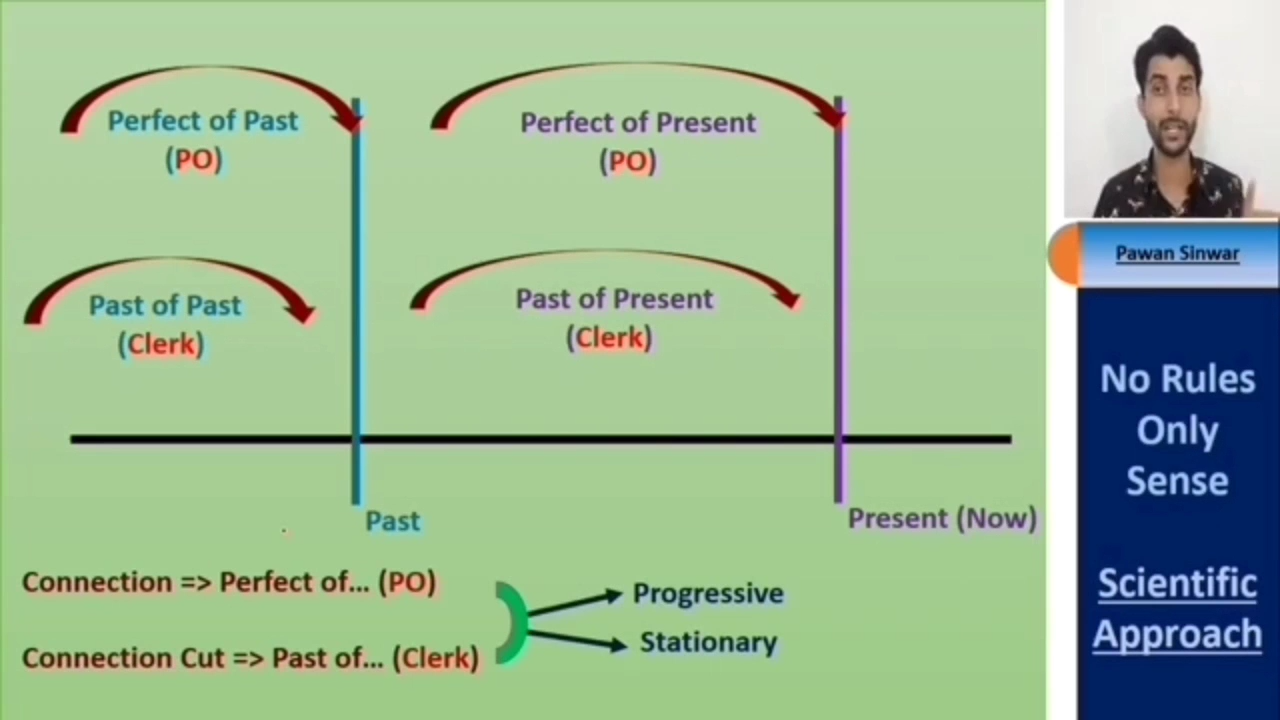 Perfect of Past
(PO)
Perfect of Present
(PO)
Past of Past
(Clerk)
Past of Present
(Clerk)
Past
Present (Now)
Connection => Perfect of... (PO)
Connection Cut => Past of... (Clerk)
Progressive
Stationary
Pawan Sinwar
No Rules
Only
Sense
Scientific
Approach